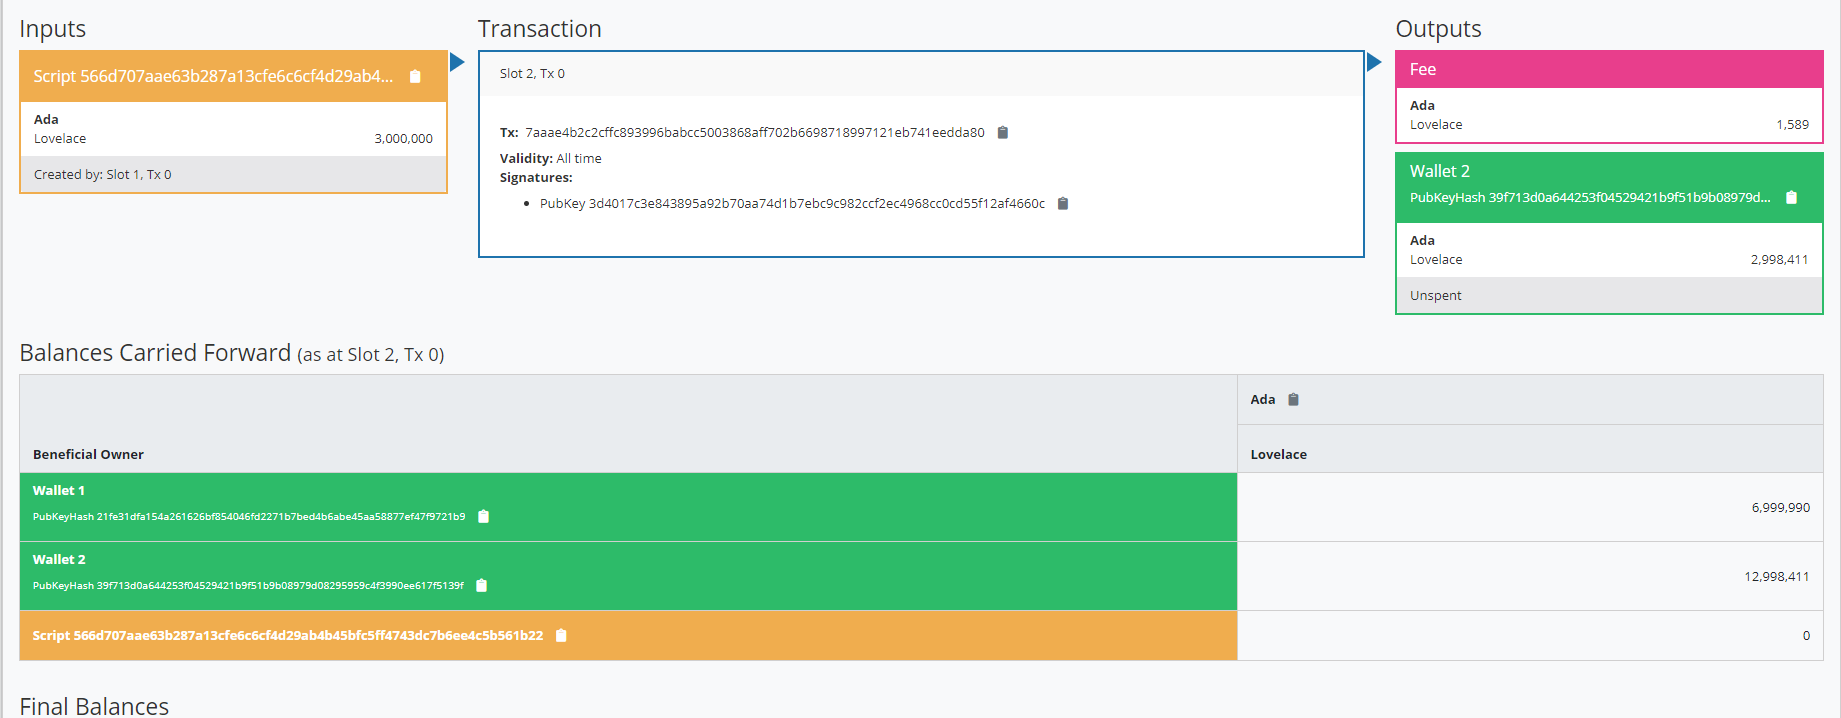 Inputs
Script 566d707aae63b287a13cfe6c6cf4d29ab4...
Ada
Lovelace 3,000,000
Created by: Slot 1, Tx 0
Transaction
Slot 2, Tx 0
Tx: 7aaae4b2c2cffc893996babcc5003868aff702b6698718997121eb741eedda80
Validity: All time
Signatures:
• PubKey 3d4017c3e843895a92b70aa74d1b7ebc9c982ccf2ec4968cc0cd55f12af4660c
Outputs
Fee
Ada
Lovelace 1,589
Wallet 2
PubKeyHash 39f713d0a644253f04529421b9f51b9b08979d...
Ada
Lovelace 2,998,411
Unspent
Balances Carried Forward (as at Slot 2, Tx 0)
Ada
Beneficial Owner Lovelace
Wallet 1
PubKeyHash 21fe31dfa154a261626bf854046fd2271b7bed4b6abe45aa58877ef47f9721b9
6,999,990
Wallet 2
PubKeyHash 39f713d0a644253f04529421b9f51b9b08979d08295959c4f3990ee617f5139f
12,998,411
Script 566d707aae63b287a13cfe6c6cf4d29ab4b45bfc5ff4743dc7b6ee4c5b561b22 0
Final Balances